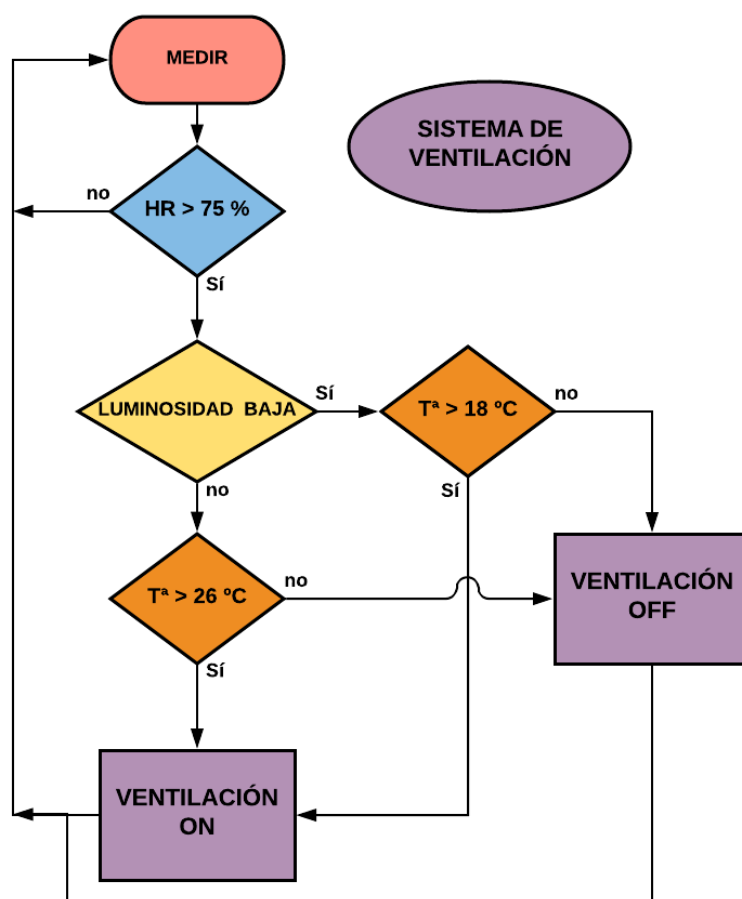 MEDIR
SISTEMA DE
VENTILACIÓN
no
HR > 75 %
Sí
LUMINOSIDAD BAJA
Sí
Tª > 18 ºC
no
no
Sí
Tª > 26 ºC
no
VENTILACIÓN
OFF
Sí
VENTILACIÓN
ON